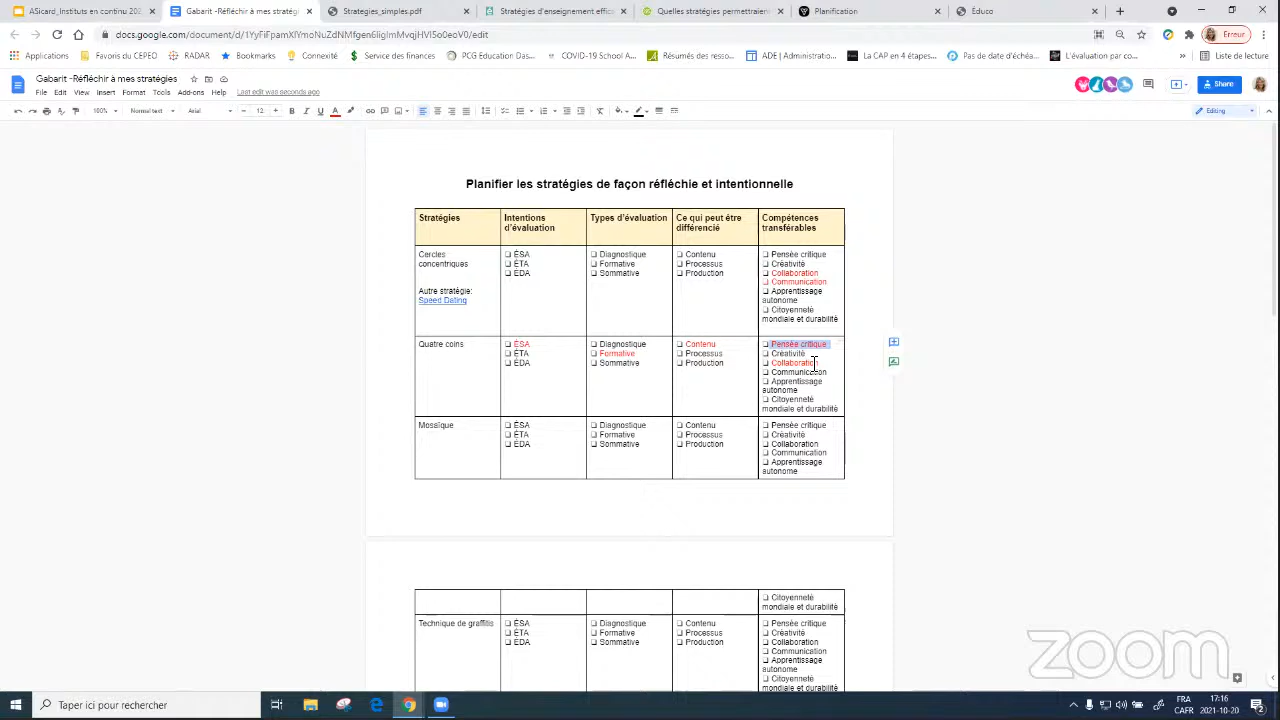 ASicard_Instituts en continu 202
Gabarit -Réfléchir à mes stratégi
Strategies_simples.pdf
Stratégies d'enseignement efficac
Quelles stratégies permettraient
Planification
Éduco
docs.google.com/document/d/
Erreur
Applications
Favoris du CEPEO
RADAR
Bookmarks
Connexité
Résumés des resso...
COVID-19 School A...
PCG Education Das...
ADE | Administratio...
La CAP en 4 étapes...
Pas de date d'échéa...
L'évaluation par co...
Liste de lecture
Gabarit -Réfléchir à mes stratégies
File Edit View Insert Format Tools Add-ons Help
Last edit was seconds ago
Share
100%
Normal text
Arial
12
Editing
Planifier les stratégies de façon réfléchie et intentionnelle
Stratégies
Intentions
d'évaluation
Types d'évaluation
Ce qui peut être
différencié
Compétences
transférables
Cercles
concentriques
Autre stratégie:
Speed Dating
ÉSA
ÉTA
ÉDA
Diagnostique
Formative
Sommative
Contenu
Processus
Production
Pensée critique
Créativité
Collaboration
Communication
Apprentissage
autonome
Citoyenneté
mondiale et durabilité
Quatre coins
ÉSA
ÉTA
ÉDA
Diagnostique
Formative
Sommative
Contenu
Processus
Production
Pensée critique
Créativité
Collaboration
Communication
Apprentissage
autonome
Citoyenneté
mondiale et durabilité
Mosaïque
ÉSA
ÉTA
ÉDA
Diagnostique
Formative
Sommative
Contenu
Processus
Production
Pensée critique
Créativité
Collaboration
Communication
Apprentissage
autonome
Citoyenneté
mondiale et durabilité
Technique de graffitis
ÉSA
ÉTA
ÉDA
Diagnostique
Formative
Sommative
Contenu
Processus
Production
Pensée critique
Créativité
Collaboration
Communication
Apprentissage
autonome
Citoyenneté
mondiale et durabilité
zoom
Taper ici pour rechercher
FRA
CAFR
17:16
2021-10-20